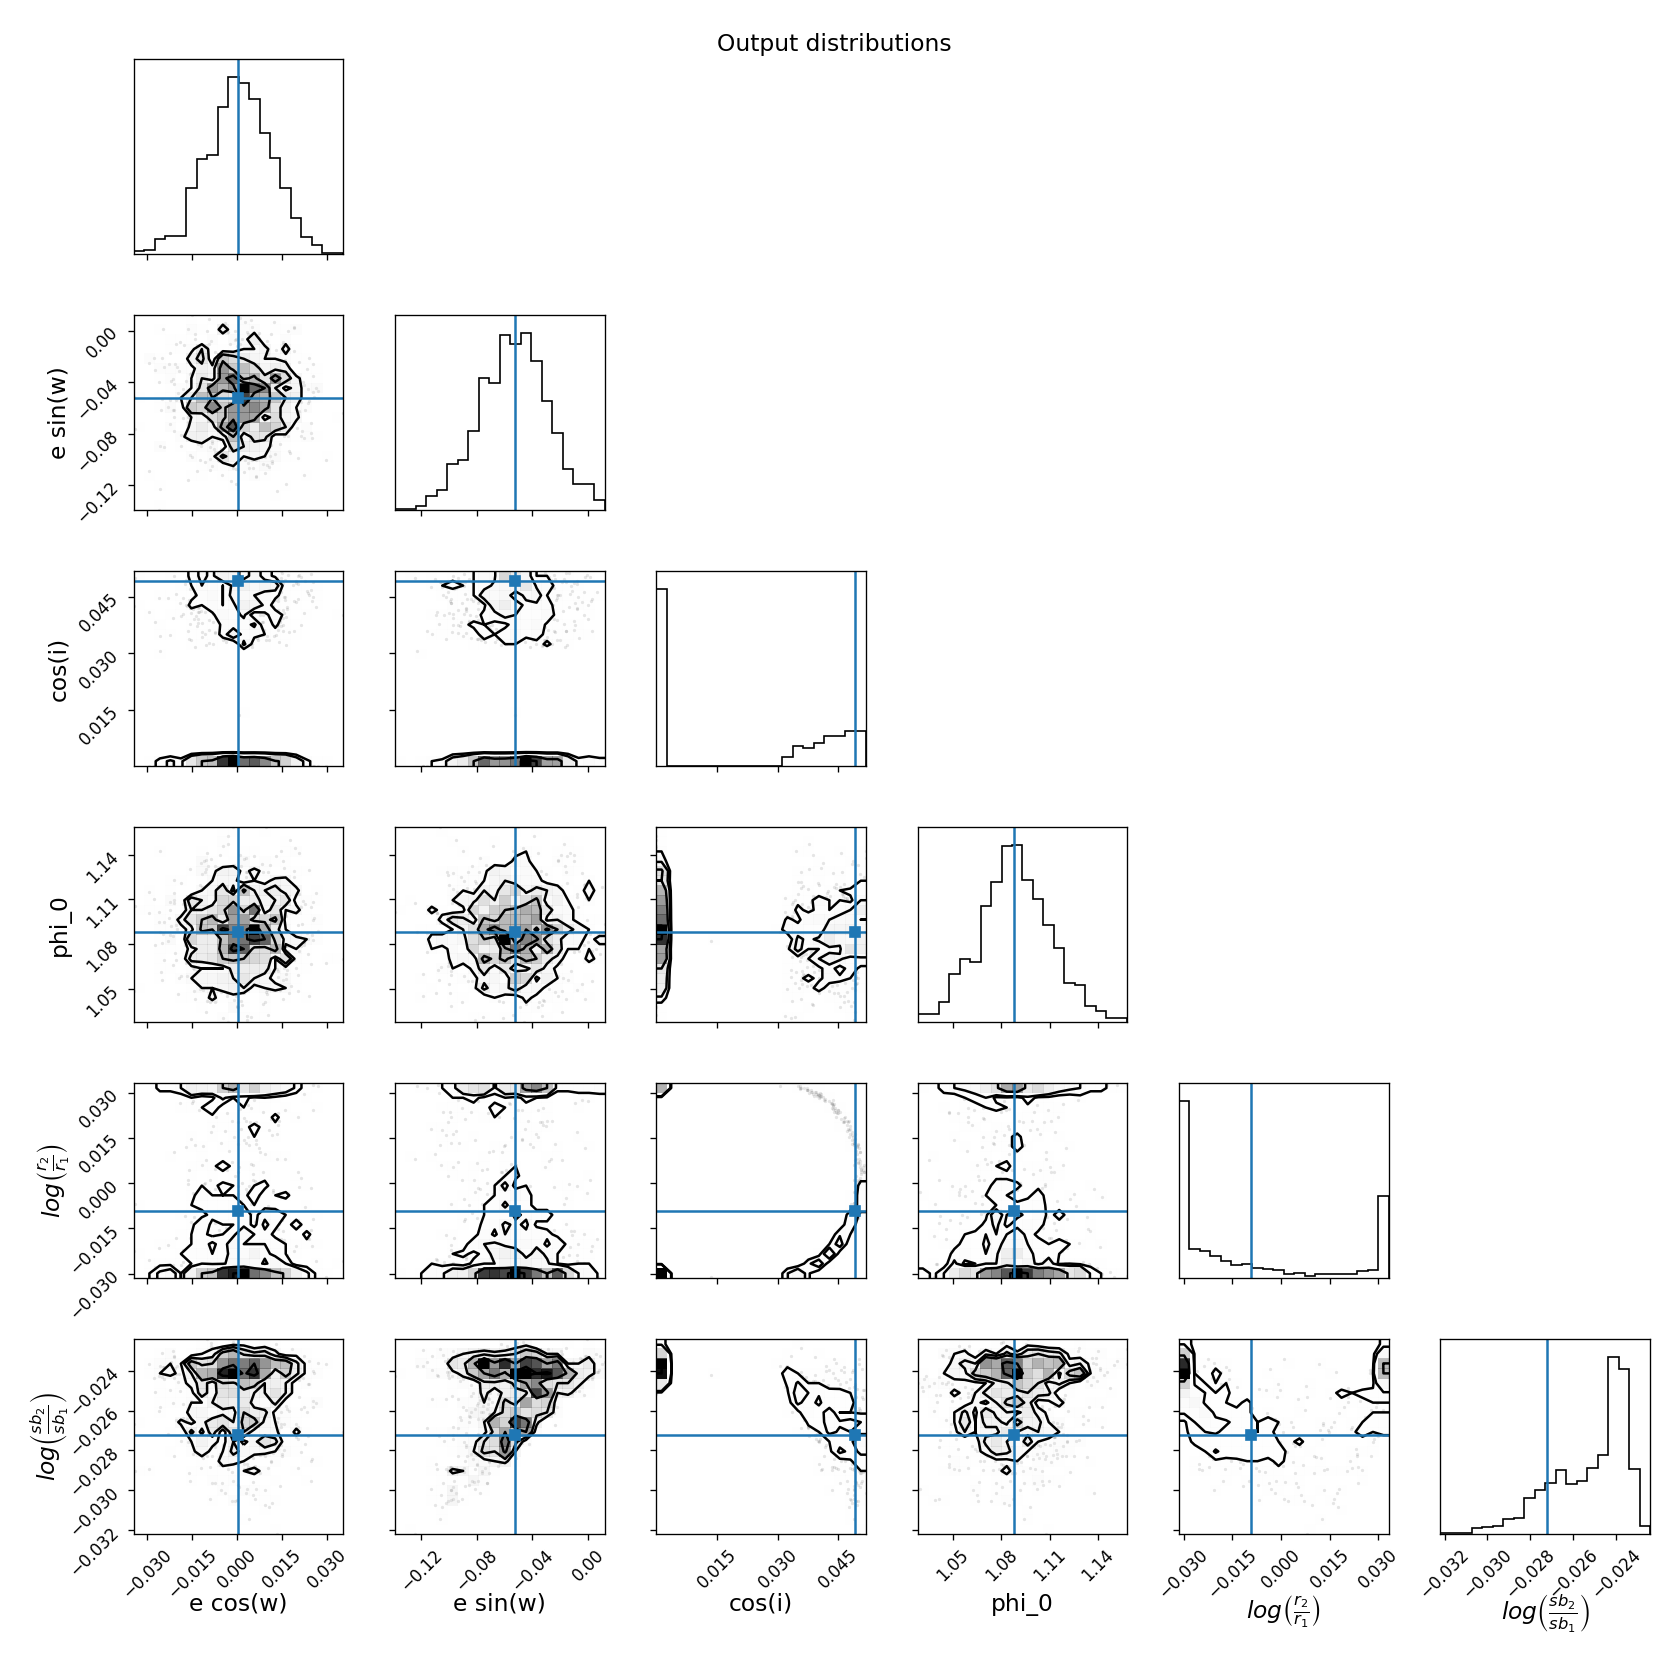 Output distributions
e sin(w)
0.00
−0.04
−0.08
−0.12
cos(i)
0.045
0.030
0.015
phi_0
1.14
1.11
1.08
1.05
log(r2/r1)
0.030
0.015
0.000
−0.015
−0.030
log(sb2/sb1)
−0.024
−0.026
−0.028
−0.030
−0.032
−0.030 −0.015 0.000 0.015 0.030
−0.12 −0.08 −0.04 0.00
0.015 0.030 0.045
1.05 1.08 1.11 1.14
−0.030 −0.015 0.000 0.015 0.030
−0.032 −0.030 −0.028 −0.026 −0.024
e cos(w)
e sin(w)
cos(i)
phi_0
log(r2/r1)
log(sb2/sb1)